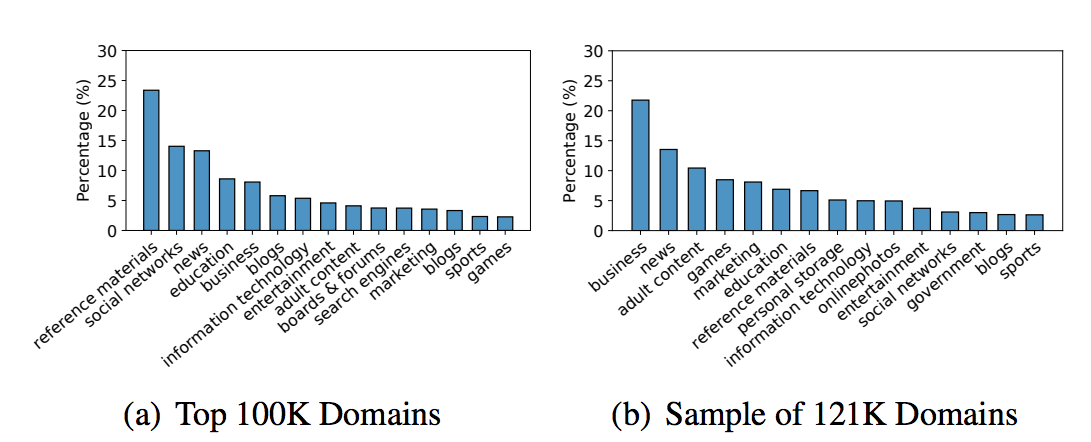 30
25
20
15
10
5
0
Percentage (%)
reference materials
social networks
news
education
business
blogs
information technology
entertainment
adult content
boards & forums
search engines
marketing
blogs
sports
games
(a) Top 100K Domains
30
25
20
15
10
5
0
Percentage (%)
business
news
adult content
games
marketing
education
reference materials
personal storage
information technology
onlinephotos
entertainment
social networks
government
blogs
sports
(b) Sample of 121K Domains